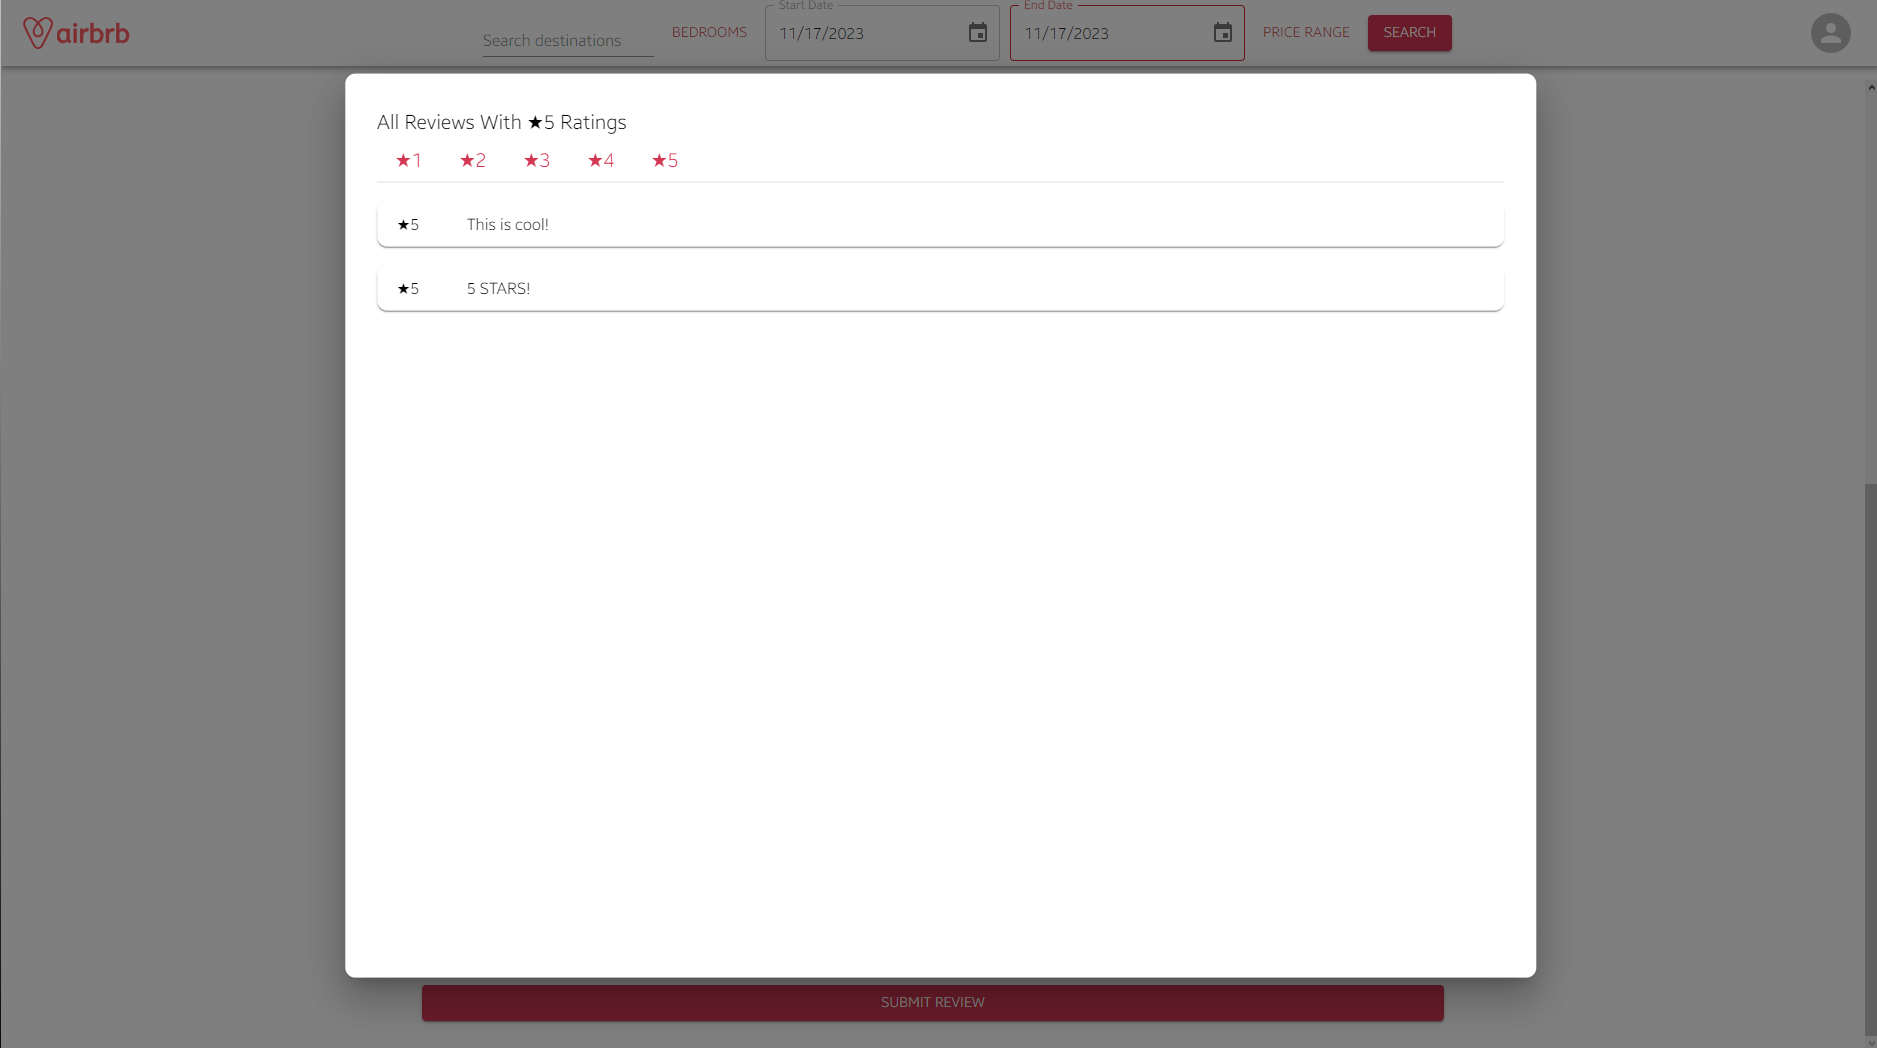 airbrb
Search destinations
BEDROOMS
Start Date
11/17/2023
End Date
11/17/2023
PRICE RANGE
SEARCH
All Reviews With ★5 Ratings
★1 ★2 ★3 ★4 ★5
★5 This is cool!
★5 5 STARS!
SUBMIT REVIEW